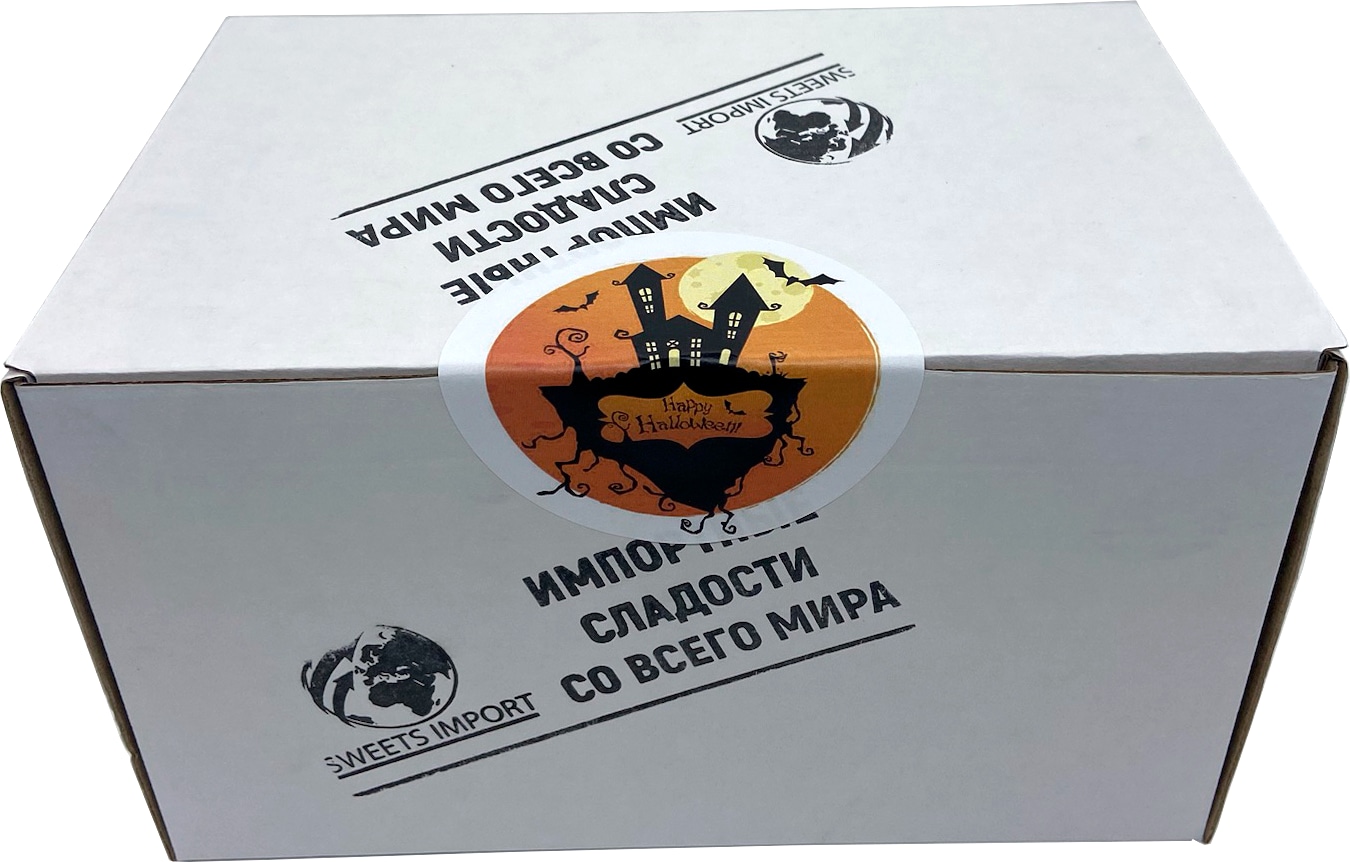 SWEETS IMPORT
ИМПОРТНЫЕ
СЛАДОСТИ
СО ВСЕГО МИРА
Happy
Halloween!
ИМПОРТНЫЕ
СЛАДОСТИ
СО ВСЕГО МИРА
SWEETS IMPORT